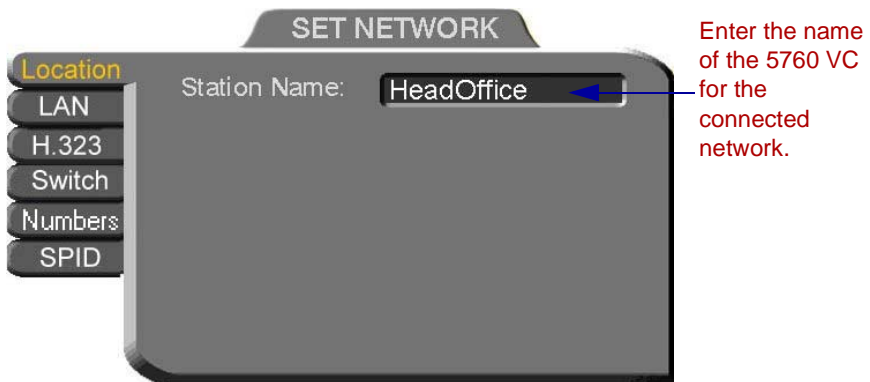 SET NETWORK
Location
LAN
H.323
Switch
Numbers
SPID
Station Name: HeadOffice
Enter the name
of the 5760 VC
for the
connected
network.